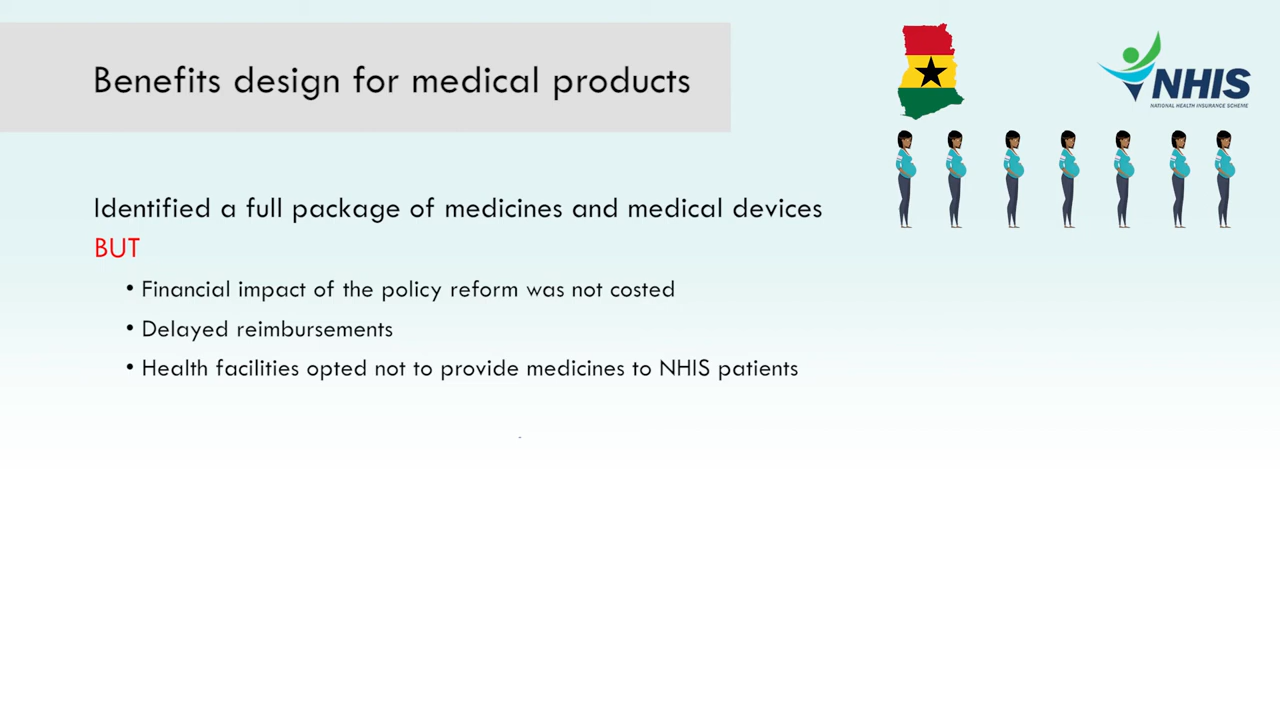 Benefits design for medical products
NHIS
NATIONAL HEALTH INSURANCE SCHEME
Identified a full package of medicines and medical devices
BUT
• Financial impact of the policy reform was not costed
• Delayed reimbursements
• Health facilities opted not to provide medicines to NHIS patients